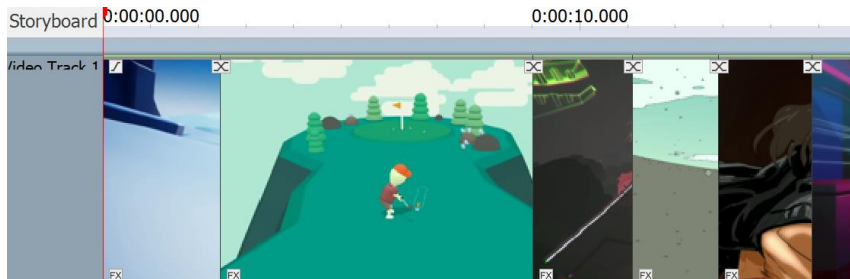 Storyboard 0:00:00.000 0:00:10.000
Video Track 1
FX FX FX FX FX